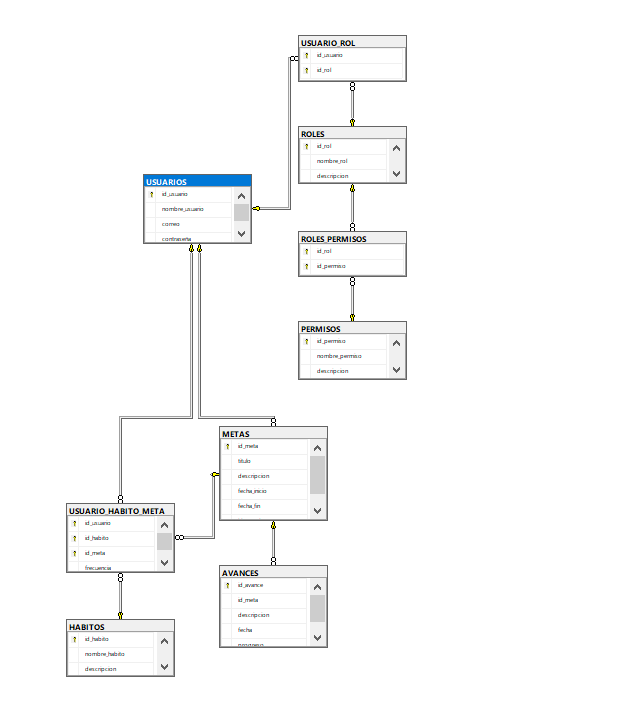 USUARIO_ROL
id_usuario
id_rol
ROLES
id_rol
nombre_rol
descripcion
USUARIOS
id_usuario
nombre_usuario
correo
contraseña
ROLES_PERMISOS
id_rol
id_permiso
PERMISOS
id_permiso
nombre_permiso
descripcion
METAS
id_meta
titulo
descripcion
fecha_inicio
fecha_fin
USUARIO_HABITO_META
id_usuario
id_habito
id_meta
frecuencia
AVANCES
id_avance
id_meta
descripcion
fecha
progreso
HABITOS
id_habito
nombre_habito
descripcion